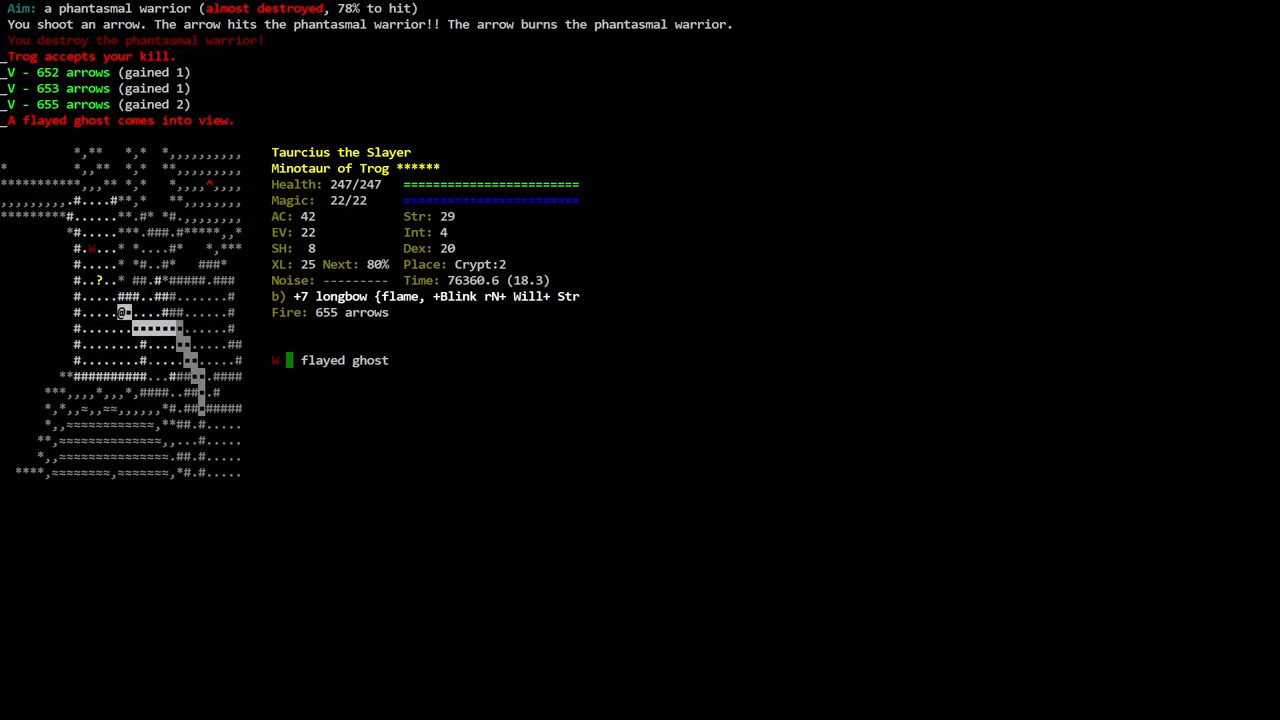 Aim: a phantasmal warrior (almost destroyed, 78% to hit)
You shoot an arrow. The arrow hits the phantasmal warrior!! The arrow burns the phantasmal warrior.
You destroy the phantasmal warrior!
_Trog accepts your kill.
_V - 652 arrows (gained 1)
_V - 653 arrows (gained 1)
_V - 655 arrows (gained 2)
_A flayed ghost comes into view.
Taurcius the Slayer
Minotaur of Trog ******
Health: 247/247 ========================
Magic: 22/22 ========================
AC: 42 Str: 29
EV: 22 Int: 4
SH: 8 Dex: 20
XL: 25 Next: 80% Place: Crypt:2
Noise: --------- Time: 76360.6 (18.3)
b) +7 longbow {flame, +Blink rN+ Will+ Str
Fire: 655 arrows
W flayed ghost